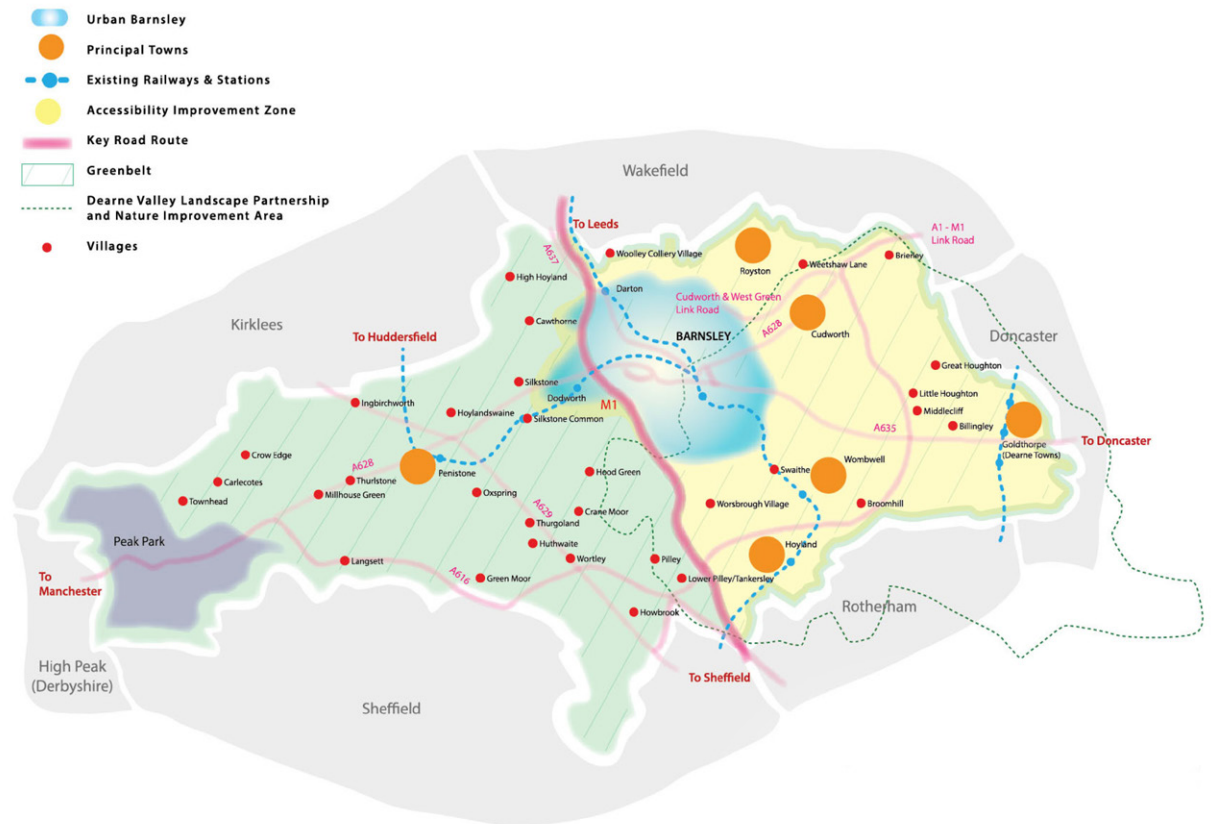 Urban Barnsley
Principal Towns
Existing Railways & Stations
Accessibility Improvement Zone
Key Road Route
Greenbelt
Dearne Valley Landscape Partnership
and Nature Improvement Area
Villages
Wakefield
To Leeds
A637
A1 - M1
Link Road
Woolley Colliery Village
Royston
Weetshaw Lane
Brierley
High Hoyland
Darton
Cudworth & West Green
Link Road
Kirklees
Cawthorne
BARNSLEY
A628
Cudworth
Doncaster
To Huddersfield
Great Houghton
Silkstone
Dodworth
Little Houghton
Ingbirchworth
Hoylandswaine
Silkstone Common
M1
Middlecliff
Billingley
A635
Goldthorpe
(Dearne Towns)
To Doncaster
Crow Edge
A628
Penistone
Hood Green
Swaithe
Wombwell
Carlecotes
Thurlstone
Townhead
Millhouse Green
Oxspring
A629
Crane Moor
Worsbrough Village
Broomhill
Thurgoland
Peak Park
Huthwaite
Hoyland
Langsett
Wortley
Pilley
To
Manchester
A616
Green Moor
Lower Pilley/Tankersley
Howbrook
Rotherham
High Peak
(Derbyshire)
To Sheffield
Sheffield